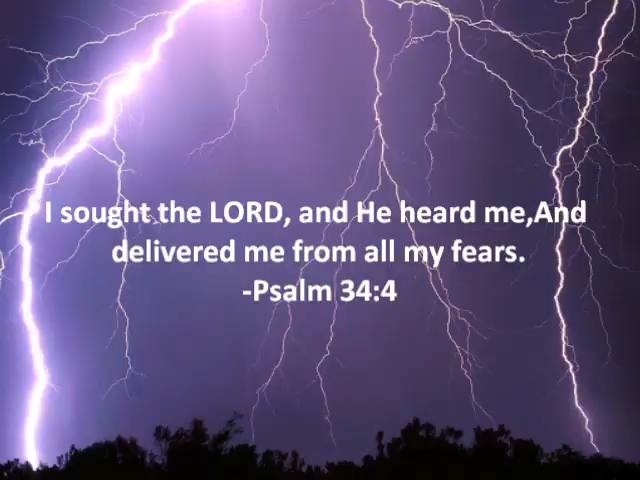 I sought the LORD, and He heard me,And
delivered me from all my fears.
-Psalm 34:4